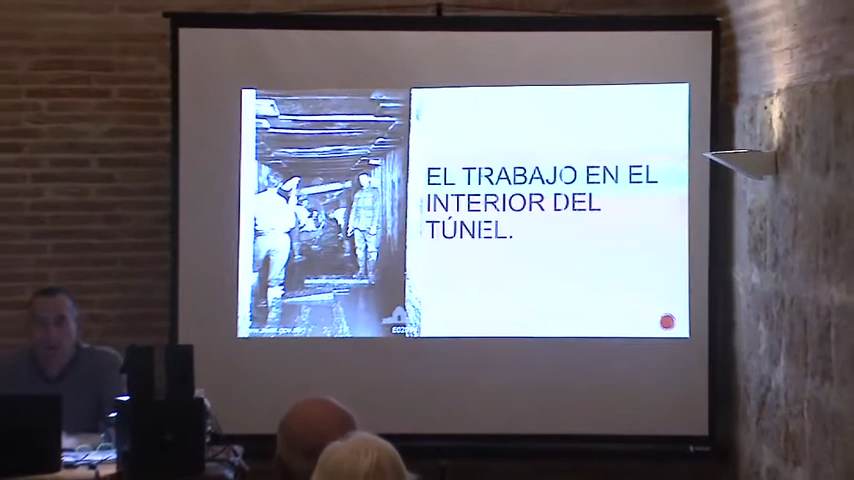 EL TRABAJO EN EL
INTERIOR DEL
TÚNEL.